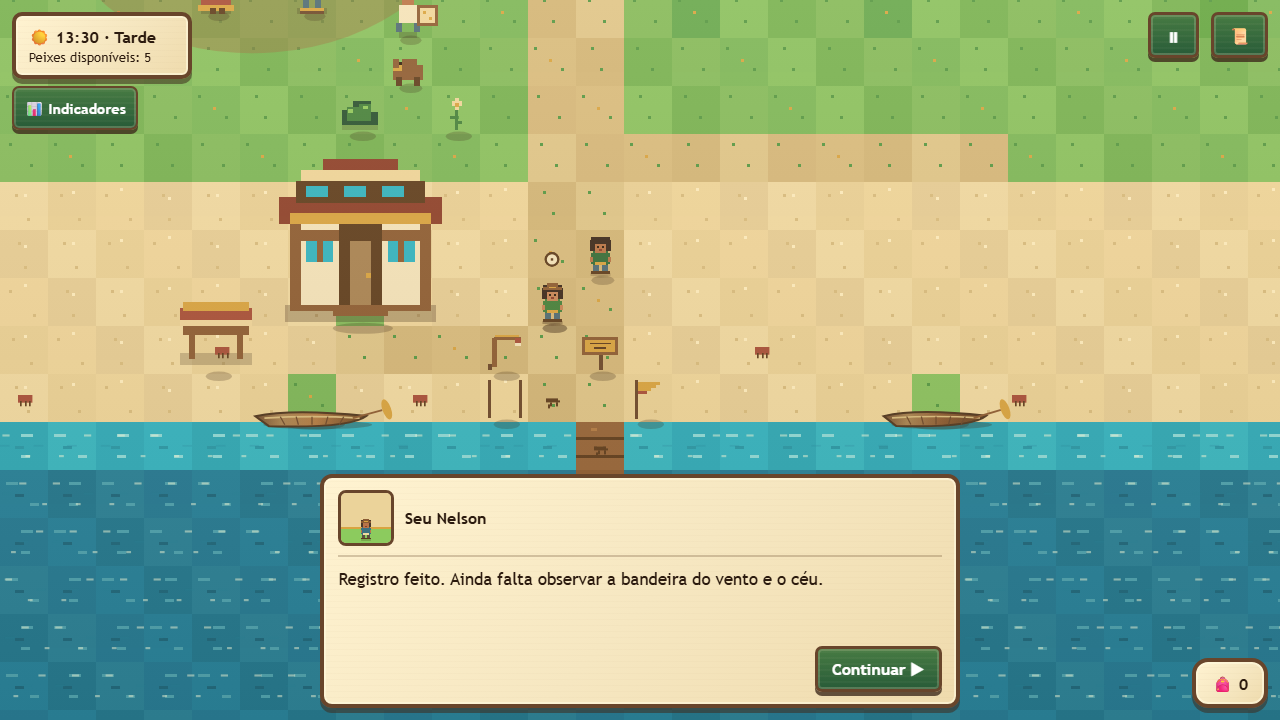 13:30 · Tarde
Peixes disponíveis: 5
Indicadores
Seu Nelson
Registro feito. Ainda falta observar a bandeira do vento e o céu.
Continuar ▶
0